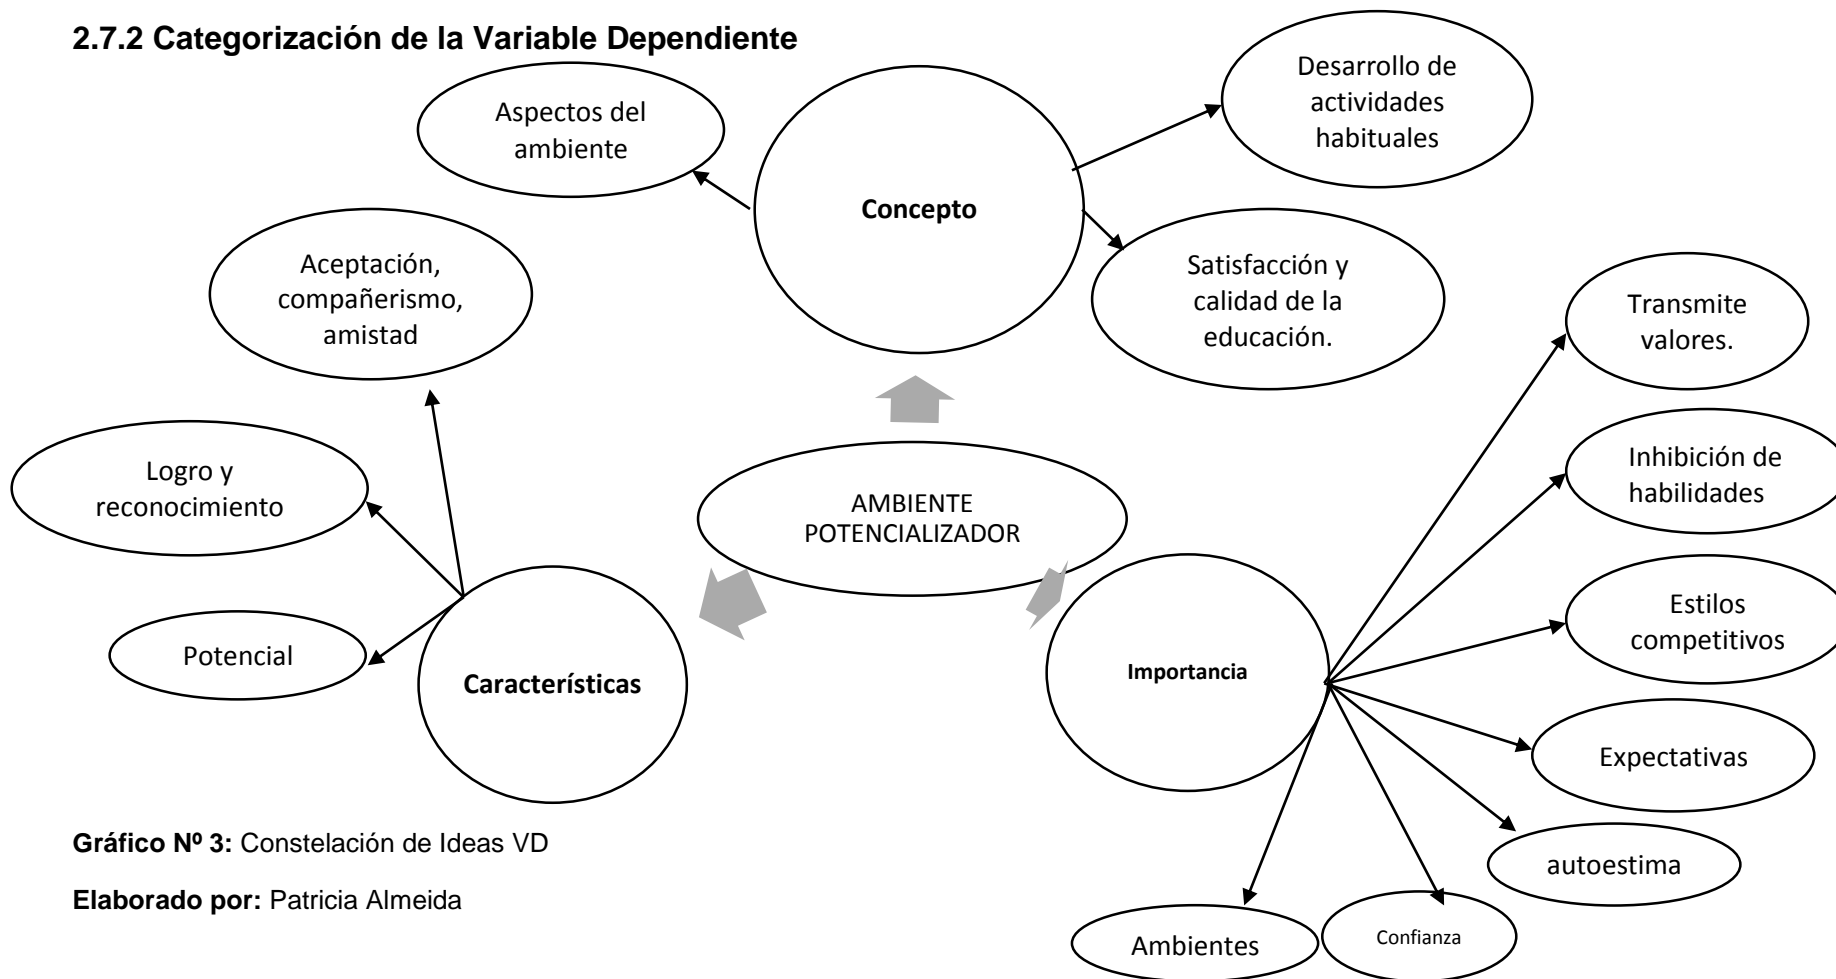 2.7.2 Categorización de la Variable Dependiente
Desarrollo de
actividades
habituales
Aspectos del
ambiente
Concepto
Satisfacción y
calidad de la
educación.
Aceptación,
compañerismo,
amistad
Transmite
valores.
Logro y
reconocimiento
Inhibición de
habilidades
AMBIENTE
POTENCIALIZADOR
Estilos
competitivos
Potencial
Características
Importancia
Expectativas
autoestima
Ambientes
Confianza
Gráfico Nº 3: Constelación de Ideas VD
Elaborado por: Patricia Almeida